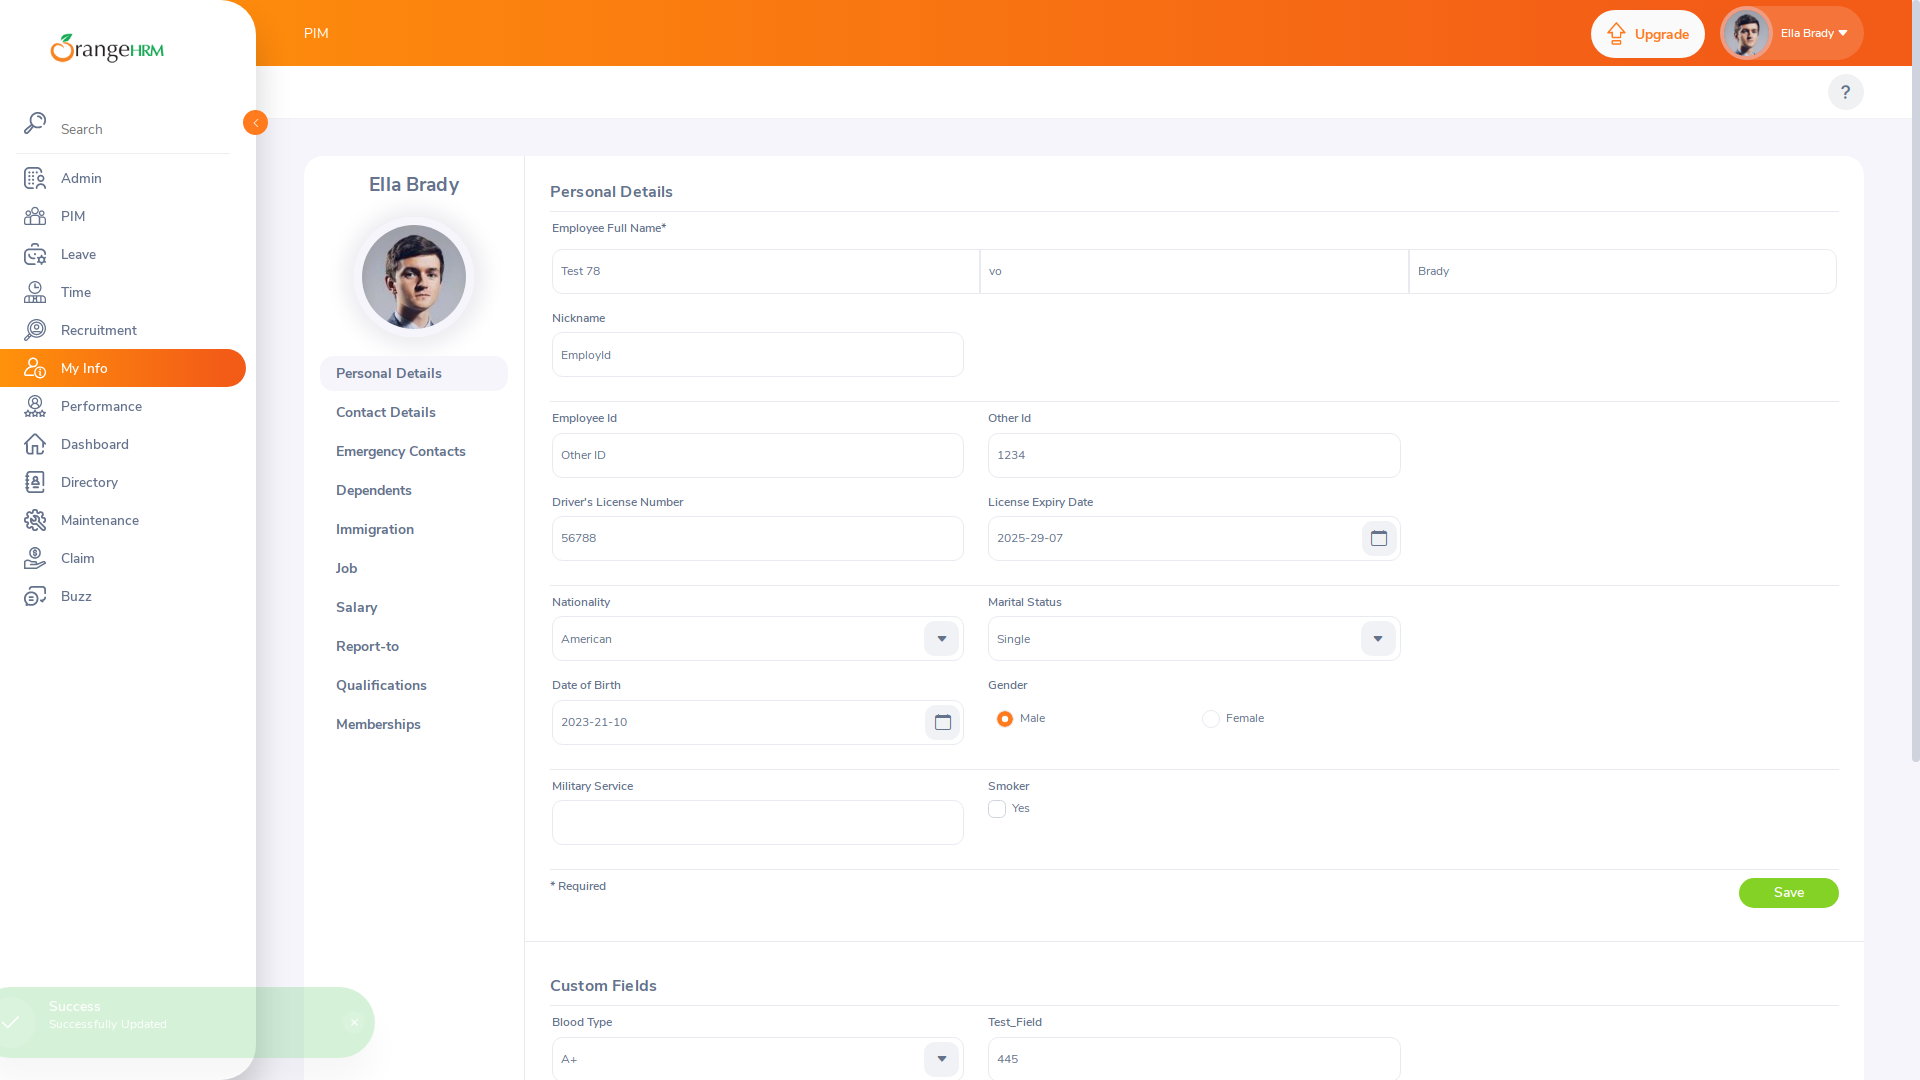 OrangeHRM
PIM
Upgrade
Ella Brady
?
Search
Admin
PIM
Leave
Time
Recruitment
My Info
Performance
Dashboard
Directory
Maintenance
Claim
Buzz
Ella Brady
Personal Details
Contact Details
Emergency Contacts
Dependents
Immigration
Job
Salary
Report-to
Qualifications
Memberships
Personal Details
Employee Full Name*
Test 78 vo Brady
Nickname
EmployId
Employee Id Other Id
Other ID 1234
Driver's License Number License Expiry Date
56788 2025-29-07
Nationality Marital Status
American Single
Date of Birth Gender
2023-21-10 Male Female
Military Service Smoker
Yes
* Required Save
Custom Fields
Blood Type Test_Field
A+ 445
Success
Successfully Updated